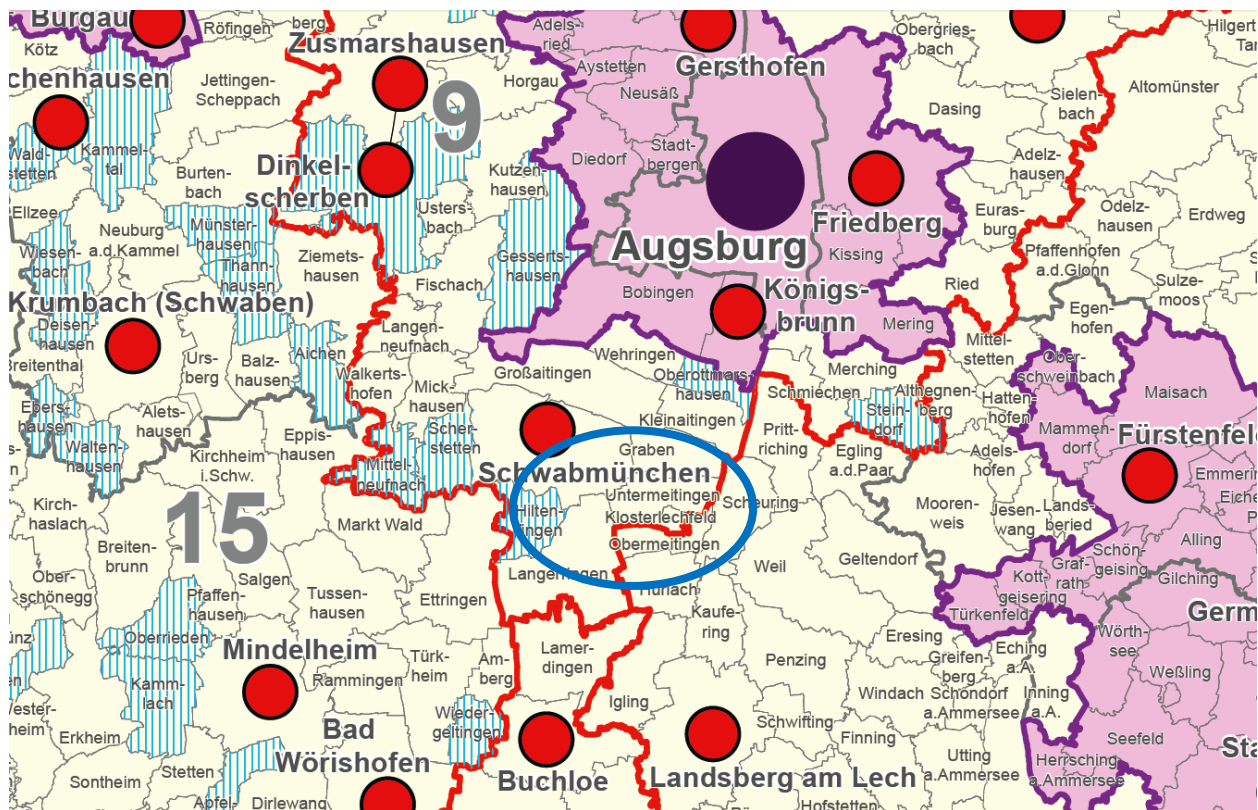 Burgau
Röfingen
berg
Adels-
ried
Obergries-
bach
Hilgert
Kötz
Zusmarshausen
Gersthofen
Aystetten
chenhausen
Jettingen-
Scheppach
Horgau
Neusäß
Sielen-
bach
Altomünster
9
Dasing
Wald-
stetten
Kammel-
tal
Burten-
bach
Dinkel-
scherben
Kutzen-
hausen
Diedorf
Stadt-
bergen
Adelz-
hausen
Ellzee
Neuburg
a.d.Kammel
Münster-
hausen
Usters-
bach
Friedberg
Euras-
burg
Odelz-
hausen
Erdweg
Wiesen-
bach
Thann-
hausen
Ziemets-
hausen
Gesserts-
hausen
Augsburg
Kissing
Pfaffenhofen
a.d.Glonn
Fischach
Bobingen
Königs-
brunn
Ried
Sulze-
moos
Krumbach (Schwaben)
Deisen-
hausen
Mering
Egen-
hofen
Breitenthal
Urs-
berg
Balz-
hausen
Aichen
Langen-
neufnach
Wehringen
Mittel-
stetten
Ober-
schweinbach
Walkerts-
hofen
Großaitingen
Oberottmars-
hausen
Merching
Schmiechen
Althegnen-
berg
Hatten-
hofen
Maisach
Ebers-
hausen
Alets-
hausen
Mick-
hausen
Kleinaitingen
Stein-
dorf
Mammen-
dorf
Walten-
hausen
Eppis-
hausen
Scher-
stetten
Pritt-
riching
Fürstenfeld
Kirchheim
i.Schw.
Mittel-
neufnach
Schwabmünchen
Graben
Egling
a.d.Paar
Adels-
hofen
Emmering
Kirch-
haslach
15
Markt Wald
Hilten-
fingen
Untermeitingen
Klosterlechfeld
Obermeitingen
Scheuring
Mooren-
weis
Jesen-
wang
Lands-
beried
Eiche
Breiten-
brunn
Alling
Geltendorf
Schön-
geising
Ober-
schönegg
Salgen
Pfaffen-
hausen
Tussen-
hausen
Ettringen
Langerringen
Hurlach
Weil
Kott-
geisering
Graf-
rath
Gilching
Türkenfeld
Germ
Oberrieden
Kaufe-
ring
Eresing
Eching
a.A.
Wörth-
see
Mindelheim
Rammingen
Türk-
heim
Am-
berg
Lamer-
dingen
Penzing
Greifen-
berg
Weßling
Kamm-
lach
Igling
Windach
Schondorf
a.Ammersee
Inning
a.A.
Wester-
heim
Erkheim
Bad
Wörishofen
Wieder-
geltingen
Schwifting
Finning
Seefeld
Sta
Stetten
Sontheim
Buchloe
Landsberg am Lech
Utting
a.Ammersee
Herrsching
a.Ammersee
Apfel-
Dirlewang
Hofstetten